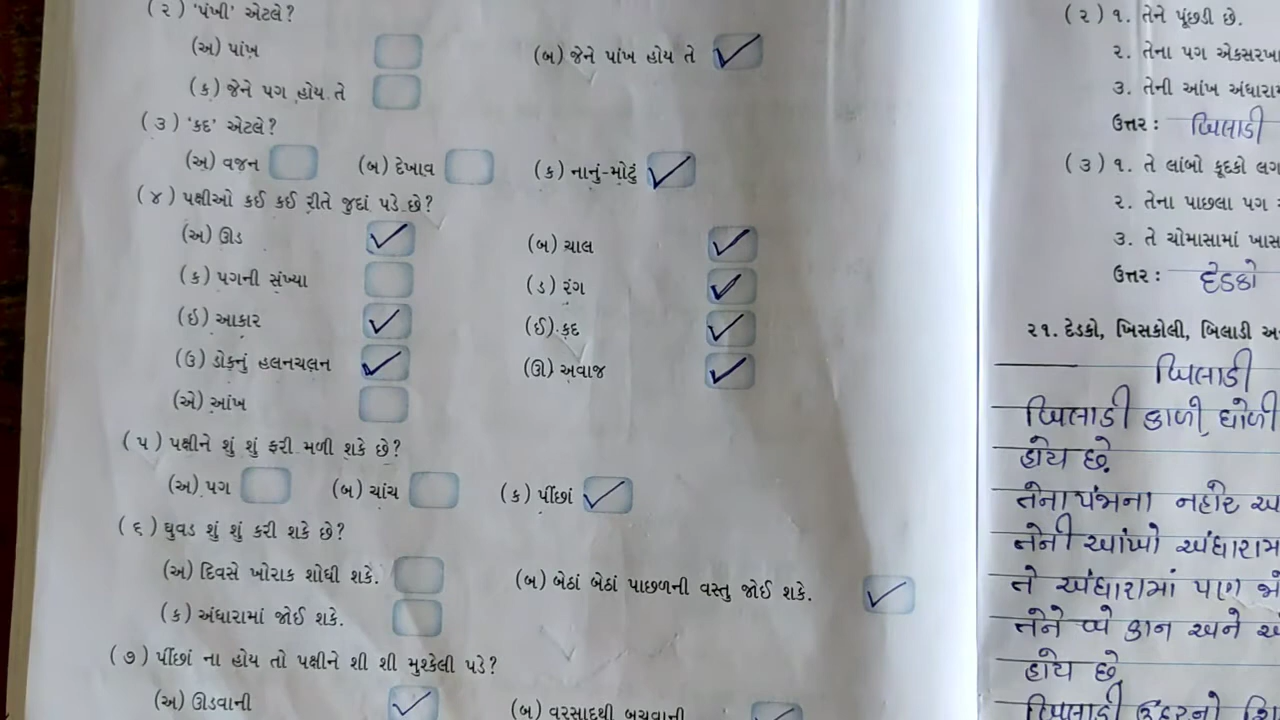 (૨) 'પંખી' એટલે?
(અ) પાંખ
(બ) જેને પાંખ હોય તે
(ક) જેને પગ હોય તે
(૩) 'કદ' એટલે?
(અ) વજન
(બ) દેખાવ
(ક) નાનું-મોટું
(૪) પક્ષીઓ કઈ કઈ રીતે જુદાં પડે છે?
(અ) ઊડ
(બ) ચાલ
(ક) પગની સંખ્યા
(ડ) રંગ
(ઈ) આકાર
(ઈ) કદ
(ઉ) ડોકનું હલનચલન
(ઊ) અવાજ
(એ) આંખ
(૫) પક્ષીને શું શું ફરી મળી શકે છે?
(અ) પગ
(બ) ચાંચ
(ક) પીંછાં
(૬) ઘુવડ શું શું કરી શકે છે?
(અ) દિવસે ખોરાક શોધી શકે.
(બ) બેઠાં બેઠાં પાછળની વસ્તુ જોઈ શકે.
(ક) અંધારામાં જોઈ શકે.
(૭) પીંછાં ના હોય તો પક્ષીને શી શી મુશ્કેલી પડે?
(અ) ઊડવાની
(બ) વરસાદથી બચવાની
(૨) ૧. તેને પૂંછડી છે.
૨. તેના પગ એકસરખા
૩. તેની આંખ અંધારામ
ઉત્તર : બિલાડી
(૩) ૧. તે લાંબો કૂદકો લગ
૨. તેના પાછલા પગ
૩. તે ચોમાસામાં ખાસ
ઉત્તર : દેડકો
૨૧. દેડકો, ખિસકોલી, બિલાડી અ
બિલાડી
બિલાડી કાળી, ધોળી
હોય છે.
તેના પંજાના નહોર અ
તેની આંખો અંધારામ
તે અંધારામાં પણ જો
તેને બે કાન અને
હોય છે
બિલાડી ઉંદરનો શિ